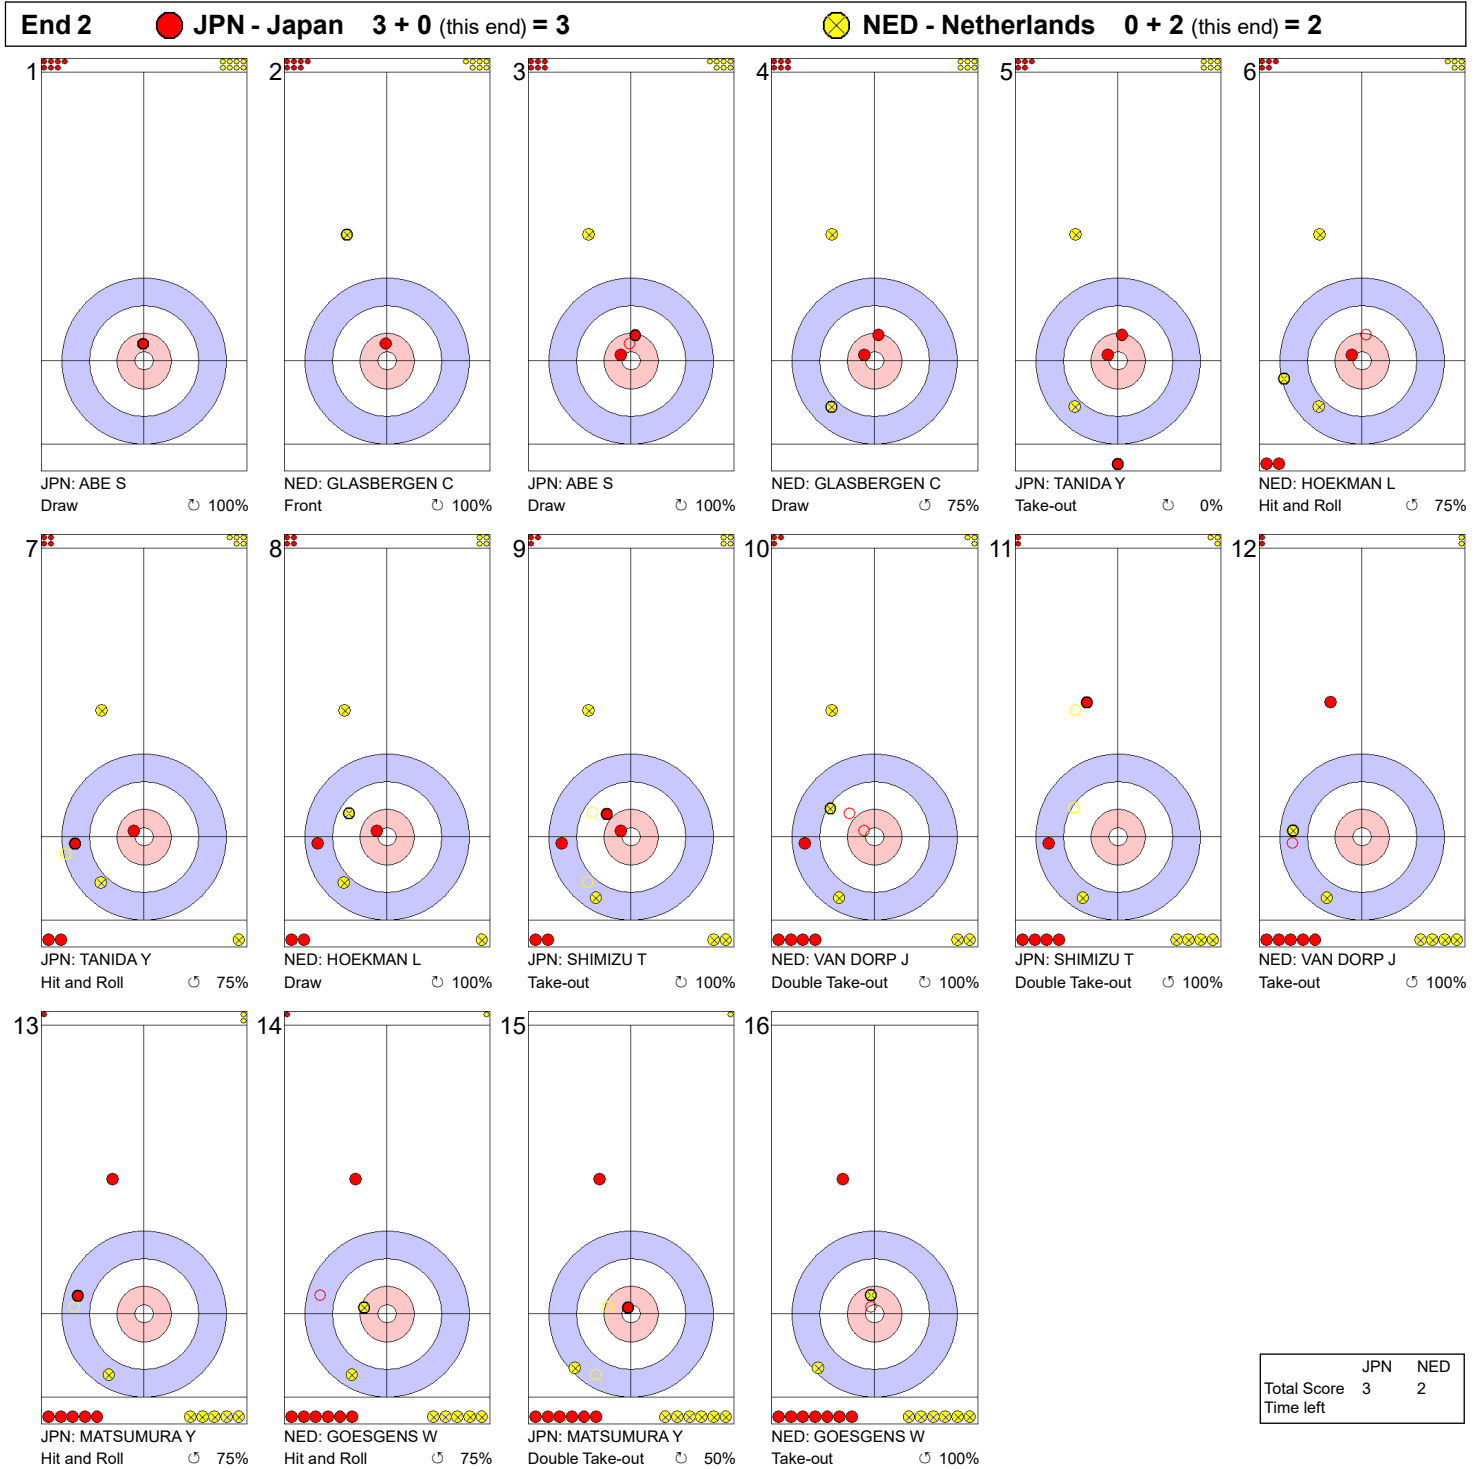 End 2 JPN - Japan 3 + 0 (this end) = 3 NED - Netherlands 0 + 2 (this end) = 2
1 2 3 4 5 6
JPN: ABE S NED: GLASBERGEN C JPN: ABE S NED: GLASBERGEN C JPN: TANIDA Y NED: HOEKMAN L
Draw ↻ 100% Front ↻ 100% Draw ↻ 100% Draw ↺ 75% Take-out ↻ 0% Hit and Roll ↺ 75%
7 8 9 10 11 12
JPN: TANIDA Y NED: HOEKMAN L JPN: SHIMIZU T NED: VAN DORP J JPN: SHIMIZU T NED: VAN DORP J
Hit and Roll ↺ 75% Draw ↺ 100% Take-out ↺ 100% Double Take-out ↺ 100% Double Take-out ↺ 100% Take-out ↺ 100%
13 14 15 16
JPN: MATSUMURA Y NED: GOESGENS W JPN: MATSUMURA Y NED: GOESGENS W
Hit and Roll ↺ 75% Hit and Roll ↻ 75% Double Take-out ↻ 50% Take-out ↻ 100%
JPN NED
Total Score 3 2
Time left